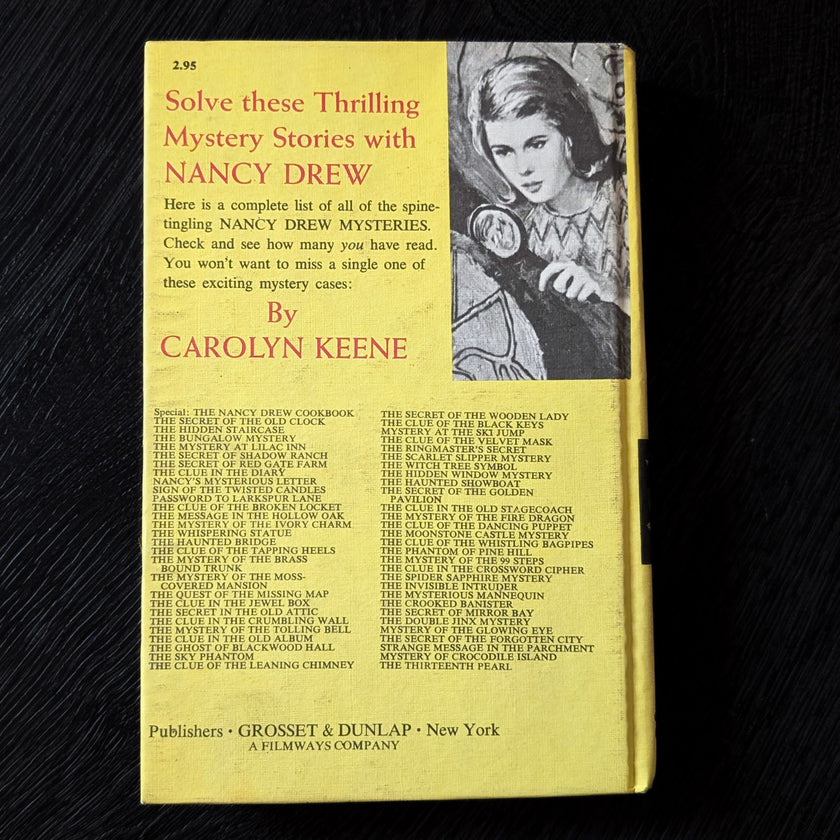 2.95
Solve these Thrilling
Mystery Stories with
NANCY DREW
Here is a complete list of all of the spine-
tingling NANCY DREW MYSTERIES.
Check and see how many you have read.
You won't want to miss a single one of
these exciting mystery cases:
By
CAROLYN KEENE
Special: THE NANCY DREW COOKBOOK
THE SECRET OF THE OLD CLOCK
THE HIDDEN STAIRCASE
THE BUNGALOW MYSTERY
THE MYSTERY AT LILAC INN
THE SECRET OF SHADOW RANCH
THE SECRET OF RED GATE FARM
THE CLUE IN THE DIARY
NANCY'S MYSTERIOUS LETTER
SIGN OF THE TWISTED CANDLES
PASSWORD TO LARKSPUR LANE
THE CLUE OF THE BROKEN LOCKET
THE MESSAGE IN THE HOLLOW OAK
THE MYSTERY OF THE IVORY CHARM
THE WHISPERING STATUE
THE HAUNTED BRIDGE
THE CLUE OF THE TAPPING HEELS
THE MYSTERY OF THE BRASS
BOUND TRUNK
THE MYSTERY OF THE MOSS-
COVERED MANSION
THE QUEST OF THE MISSING MAP
THE CLUE IN THE JEWEL BOX
THE SECRET IN THE OLD ATTIC
THE CLUE IN THE CRUMBLING WALL
THE MYSTERY OF THE TOLLING BELL
THE CLUE IN THE OLD ALBUM
THE GHOST OF BLACKWOOD HALL
THE SKY PHANTOM
THE CLUE OF THE LEANING CHIMNEY
THE SECRET OF THE WOODEN LADY
THE CLUE OF THE BLACK KEYS
MYSTERY AT THE SKI JUMP
THE CLUE OF THE VELVET MASK
THE RINGMASTER'S SECRET
THE SCARLET SLIPPER MYSTERY
THE WITCH TREE SYMBOL
THE HIDDEN WINDOW MYSTERY
THE HAUNTED SHOWBOAT
THE SECRET OF THE GOLDEN
PAVILION
THE CLUE IN THE OLD STAGECOACH
THE MYSTERY OF THE FIRE DRAGON
THE CLUE OF THE DANCING PUPPET
THE MOONSTONE CASTLE MYSTERY
THE CLUE OF THE WHISTLING BAGPIPES
THE PHANTOM OF PINE HILL
THE MYSTERY OF THE 99 STEPS
THE CLUE IN THE CROSSWORD CIPHER
THE SPIDER SAPPHIRE MYSTERY
THE INVISIBLE INTRUDER
THE MYSTERIOUS MANNEQUIN
THE CROOKED BANISTER
THE SECRET OF MIRROR BAY
THE DOUBLE JINX MYSTERY
MYSTERY OF THE GLOWING EYE
THE SECRET OF THE FORGOTTEN CITY
STRANGE MESSAGE IN THE PARCHMENT
MYSTERY OF CROCODILE ISLAND
THE THIRTEENTH PEARL
Publishers • GROSSET & DUNLAP • New York
A FILMWAYS COMPANY